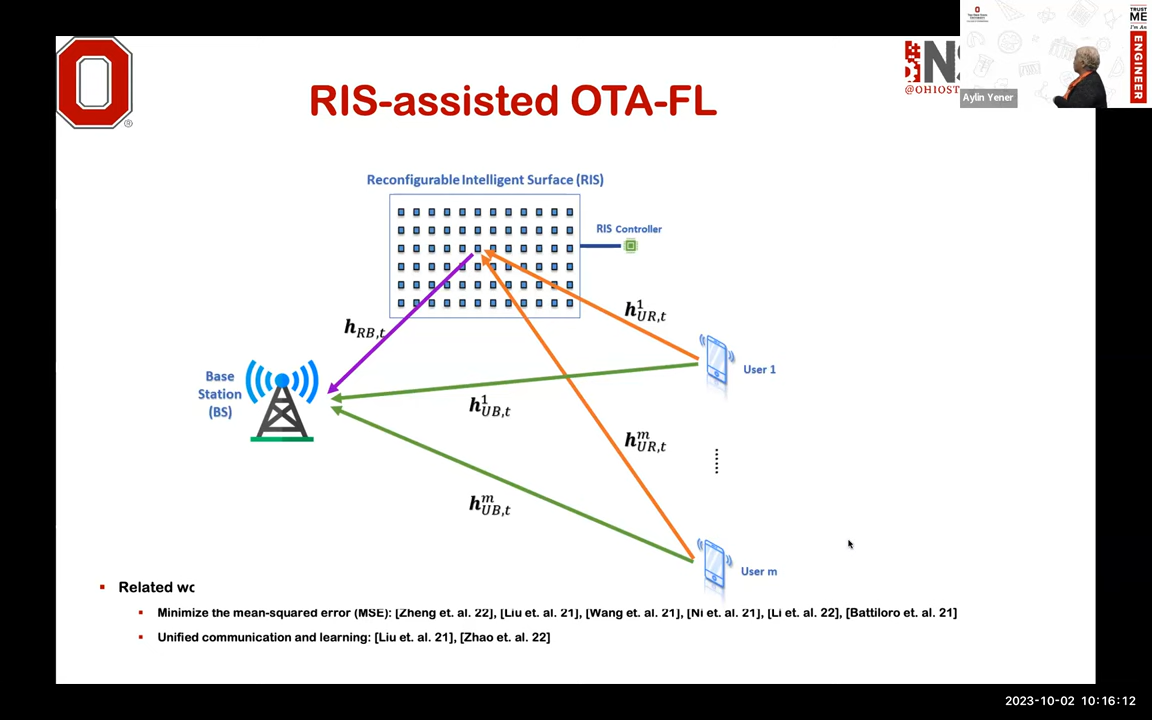 RIS-assisted OTA-FL
@OHIOST
TRUST
ME
I'm An
ENGINEER
Aylin Yener
Reconfigurable Intelligent Surface (RIS)
RIS Controller
h_{RB,t}
h^1_{UR,t}
User 1
Base
Station
(BS)
h^1_{UB,t}
h^m_{UR,t}
h^m_{UB,t}
User m
Related wo
Minimize the mean-squared error (MSE): [Zheng et. al. 22], [Liu et. al. 21], [Wang et. al. 21], [Ni et. al. 21], [Li et. al. 22], [Battiloro et. al. 21]
Unified communication and learning: [Liu et. al. 21], [Zhao et. al. 22]
2023-10-02 10:16:12